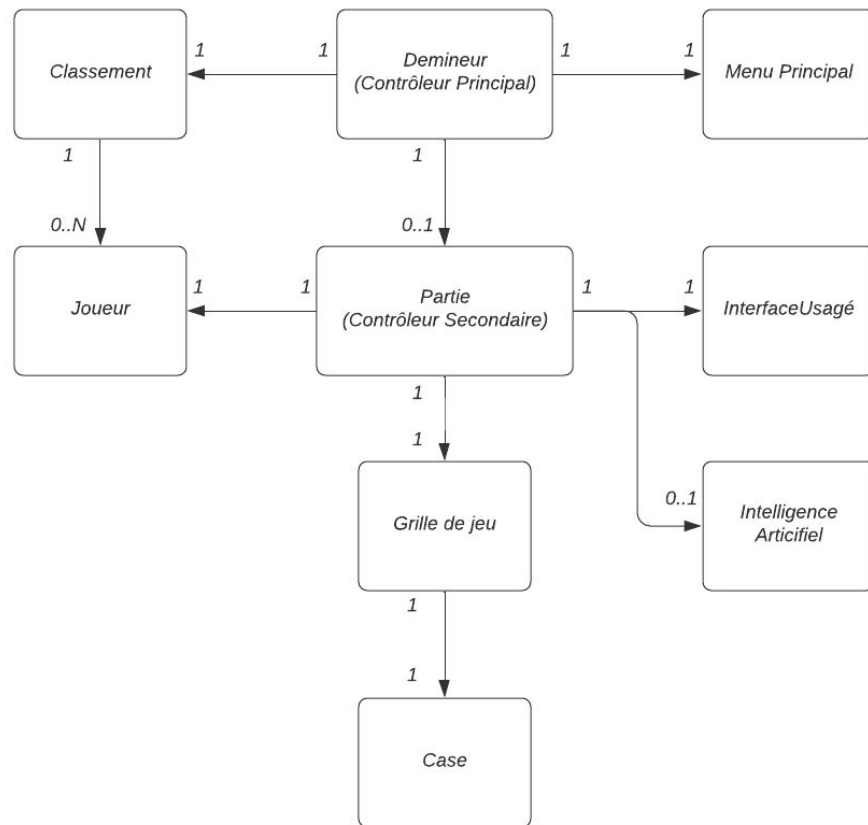 1
1
1
1
Classement
Demineur
(Contrôleur Principal)
Menu Principal
1
1
0..N
0..1
1
1
1
1
Joueur
Partie
(Contrôleur Secondaire)
InterfaceUsagé
1
1
0..1
Grille de jeu
Intelligence
Articifiel
1
1
Case